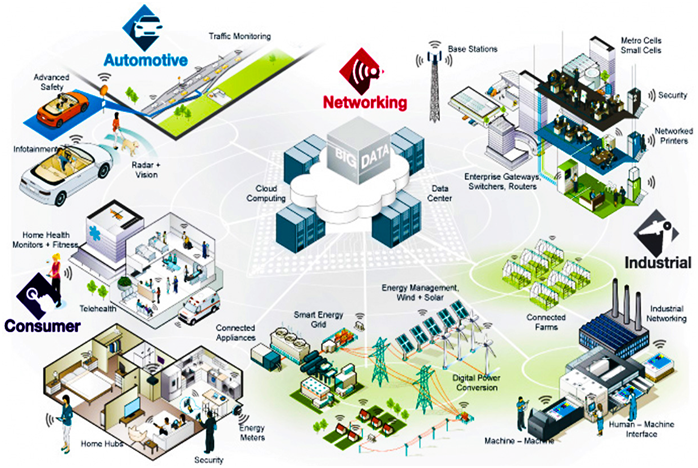 Automotive
Traffic Monitoring
Advanced
Safety
Infotainment
Radar +
Vision
Networking
Base Stations
Metro Cells
Small Cells
Security
Networked
Printers
Enterprise Gateways,
Switchers, Routers
BIG DATA
Cloud
Computing
Data
Center
Home Health
Monitors + Fitness
Telehealth
Consumer
Connected
Appliances
Home Hubs
Security
Energy
Meters
Smart Energy
Grid
Energy Management,
Wind + Solar
Digital Power
Conversion
Industrial
Connected
Farms
Industrial
Networking
Machine – Machine
Human – Machine
Interface